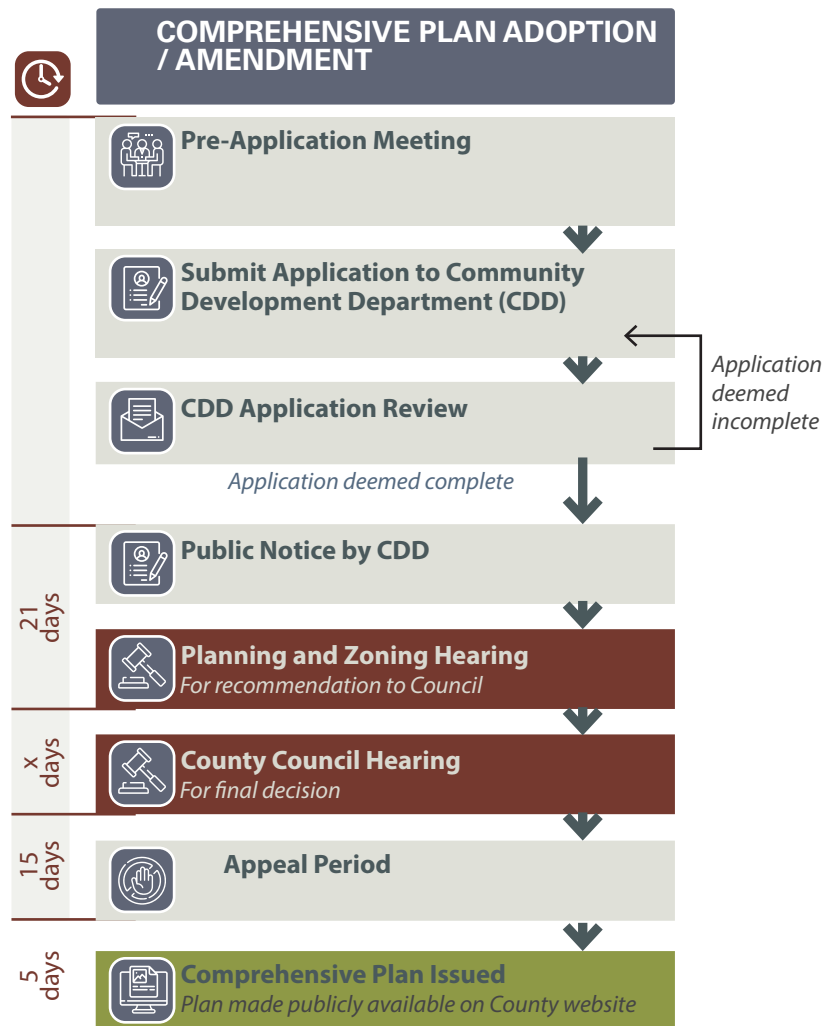 COMPREHENSIVE PLAN ADOPTION
/ AMENDMENT
Pre-Application Meeting
Submit Application to Community
Development Department (CDD)
Application
deemed
incomplete
CDD Application Review
Application deemed complete
21
days
Public Notice by CDD
Planning and Zoning Hearing
For recommendation to Council
x
days
County Council Hearing
For final decision
15
days
Appeal Period
5
days
Comprehensive Plan Issued
Plan made publicly available on County website